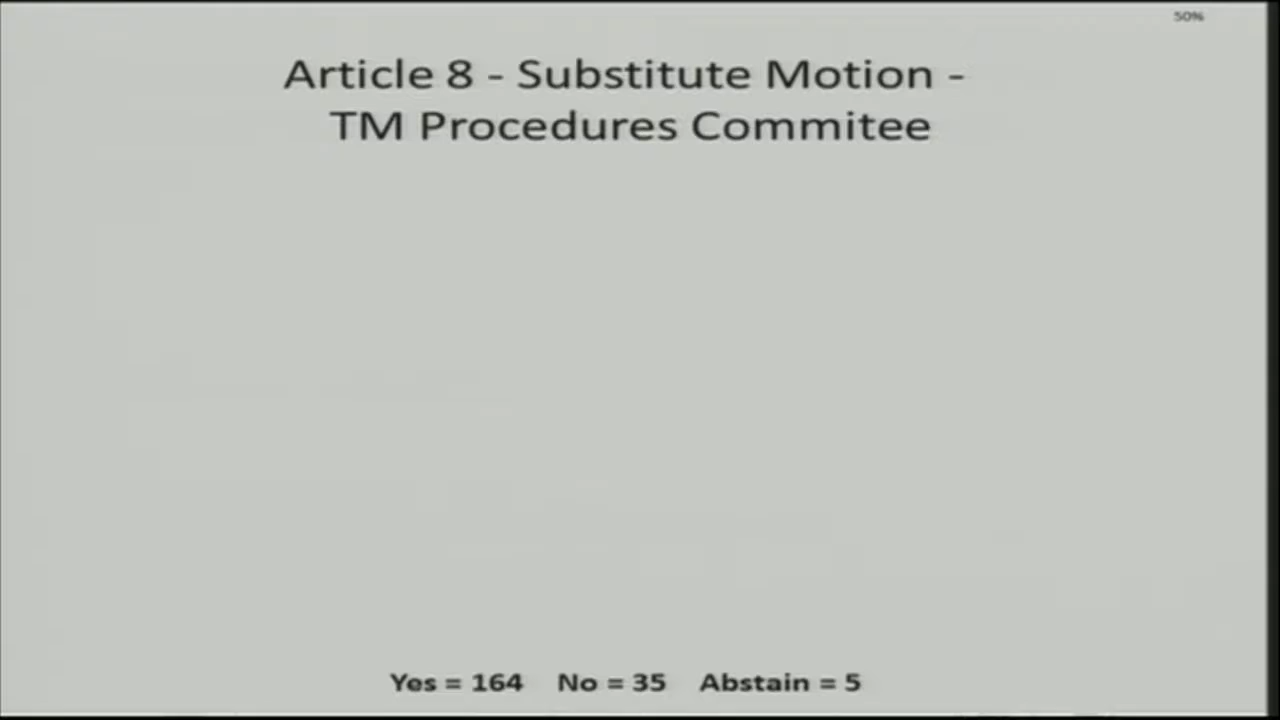 50%
Article 8 - Substitute Motion -
TM Procedures Commitee
Yes = 164 No = 35 Abstain = 5